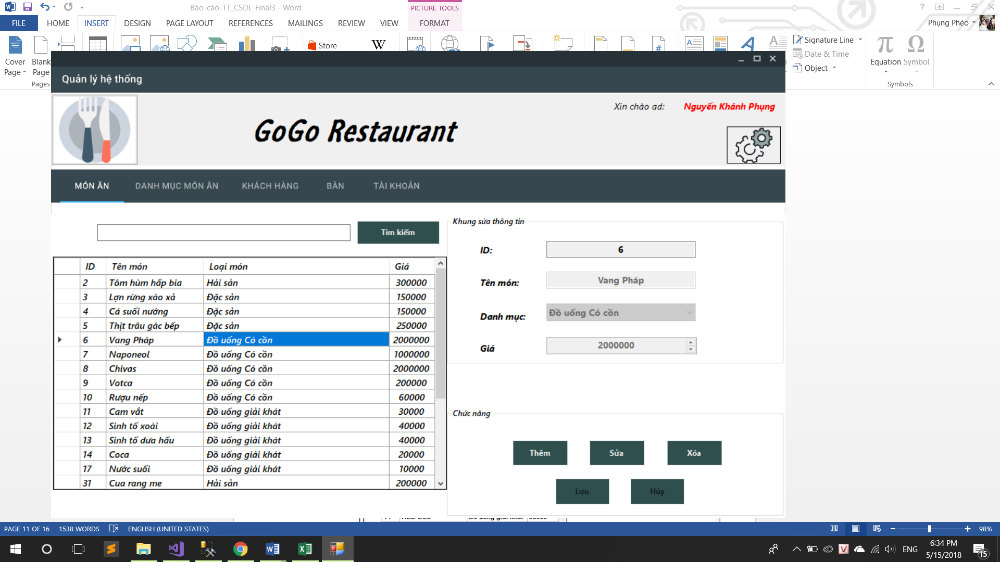 Báo-cáo-TT_CSDL-Final3 - Word
PICTURE TOOLS
FILE HOME INSERT DESIGN PAGE LAYOUT REFERENCES MAILINGS REVIEW VIEW FORMAT
Phụng Phèo
Store
W
Signature Line
Date & Time
Object
Cover Page
Blank Page
Pages
Equation
Symbol
Symbols
Quản lý hệ thống
Xin chào ad: Nguyến Khánh Phụng
GoGo Restaurant
MÓN ĂN DANH MỤC MÓN ĂN KHÁCH HÀNG BÀN TÀI KHOẢN
Tìm kiếm
ID Tên món Loại món Giá
2 Tôm hùm hấp bia Hải sản 300000
3 Lợn rừng xào xả Đặc sản 150000
4 Cá suối nướng Đặc sản 150000
5 Thịt trâu gác bếp Đặc sản 250000
6 Vang Pháp Đồ uống Có cồn 2000000
7 Naponeol Đồ uống Có cồn 1000000
8 Chivas Đồ uống Có cồn 2000000
9 Votca Đồ uống Có cồn 200000
10 Rượu nếp Đồ uống Có cồn 60000
11 Cam vắt Đồ uống giải khát 30000
12 Sinh tố xoài Đồ uống giải khát 40000
13 Sinh tố dưa hấu Đồ uống giải khát 40000
14 Coca Đồ uống giải khát 20000
17 Nước suối Đồ uống giải khát 10000
31 Cua rang me Hải sản 200000
Khung sửa thông tin
ID: 6
Tên món: Vang Pháp
Danh mục: Đồ uống Có cồn
Giá 2000000
Chức năng
Thêm Sửa Xóa
Lưu Hủy
PAGE 11 OF 16 1538 WORDS ENGLISH (UNITED STATES) 98%
ENG
6:34 PM
5/15/2018
15